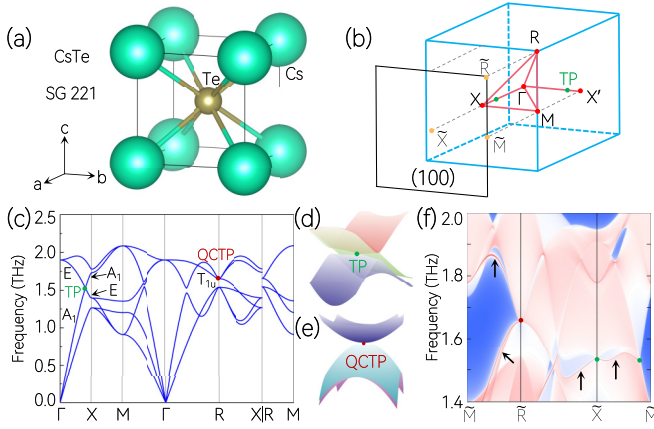 (a)
CsTe
SG 221
Te
Cs
c
a
b
(b)
R
R̃
TP
Γ
X
X′
M
X̃
M̃
(100)
(c)
Frequency (THz)
2.5
2.0
1.5
1.0
0.5
0.0
E
A₁
TP
E
A₁
QCTP
T₁ᵤ
Γ X M Γ R X|R M
(d)
TP
(e)
QCTP
(f)
Frequency (THz)
2.0
1.8
1.6
1.4
M̃ R̃ X̃ M̃